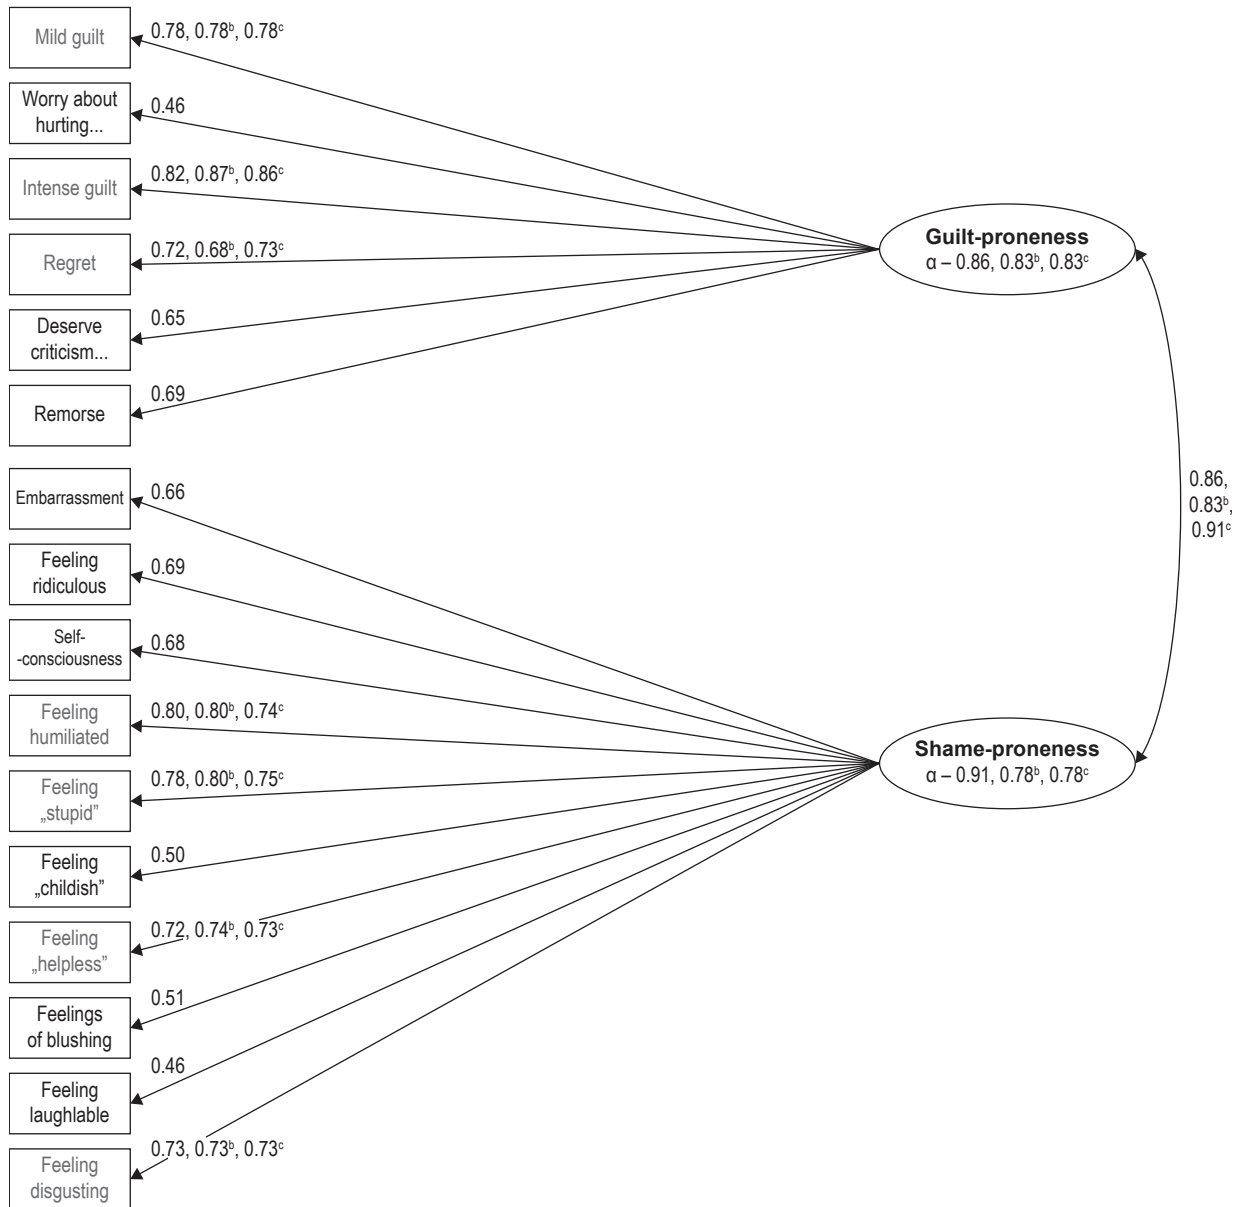 Mild guilt
0.78, 0.78ᵇ, 0.78ᶜ
Worry about
hurting...
0.46
Intense guilt
0.82, 0.87ᵇ, 0.86ᶜ
Regret
0.72, 0.68ᵇ, 0.73ᶜ
Deserve
criticism...
0.65
Remorse
0.69
Guilt-proneness
α – 0.86, 0.83ᵇ, 0.83ᶜ
0.86,
0.83ᵇ,
0.91ᶜ
Embarrassment
0.66
Feeling
ridiculous
0.69
Self-
-consciousness
0.68
Feeling
humiliated
0.80, 0.80ᵇ, 0.74ᶜ
Feeling
„stupid”
0.78, 0.80ᵇ, 0.75ᶜ
Feeling
„childish”
0.50
Feeling
„helpless”
0.72, 0.74ᵇ, 0.73ᶜ
Feelings
of blushing
0.51
Feeling
laughlable
0.46
Feeling
disgusting
0.73, 0.73ᵇ, 0.73ᶜ
Shame-proneness
α – 0.91, 0.78ᵇ, 0.78ᶜ